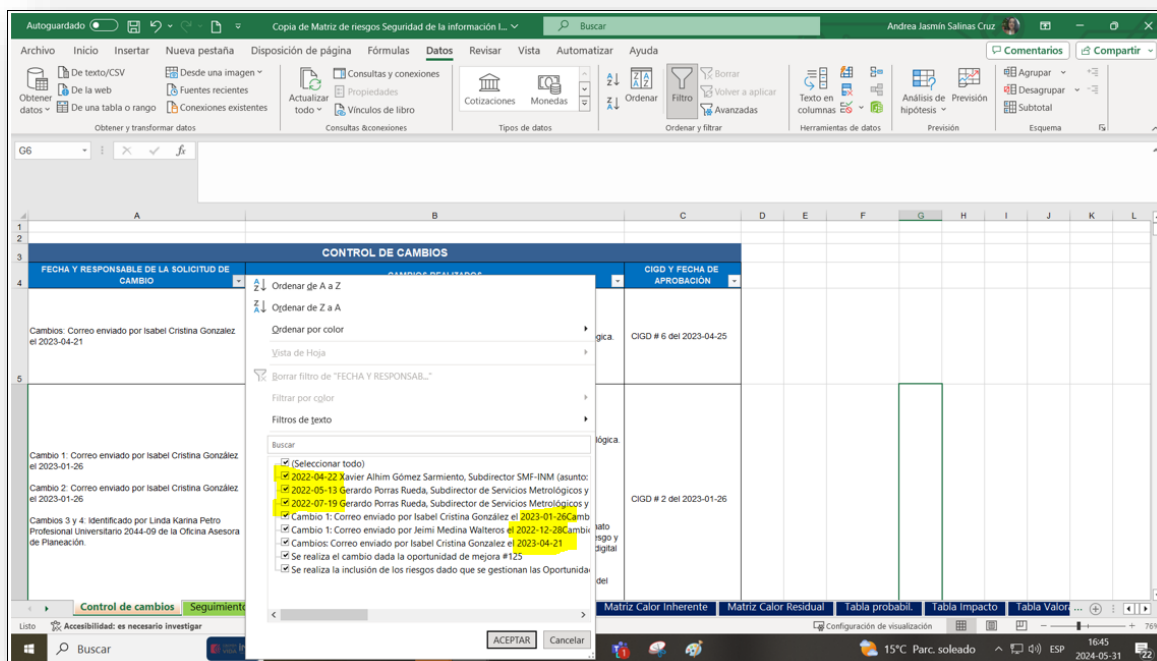 Autoguardado
Copia de Matriz de riesgos Seguridad de la información I...
Buscar
Andrea Jasmín Salinas Cruz
Archivo Inicio Insertar Nueva pestaña Disposición de página Fórmulas Datos Revisar Vista Automatizar Ayuda
Comentarios Compartir
Obtener datos
De texto/CSV
De la web
De una tabla o rango
Desde una imagen
Fuentes recientes
Conexiones existentes
Obtener y transformar datos
Actualizar todo
Consultas y conexiones
Propiedades
Vínculos de libro
Consultas &conexiones
Cotizaciones Monedas
Tipos de datos
Ordenar
Filtro
Borrar
Volver a aplicar
Avanzadas
Ordenar y filtrar
Texto en columnas
Herramientas de datos
Análisis de hipótesis
Previsión
Previsión
Agrupar
Desagrupar
Subtotal
Esquema
G6
fx
A B C D E F G H I J K L
1
2
3
CONTROL DE CAMBIOS
4
FECHA Y RESPONSABLE DE LA SOLICITUD DE
CAMBIO
CIGD Y FECHA DE
APROBACIÓN
Cambios: Correo enviado por Isabel Cristina Gonzalez
el 2023-04-21
gica.
CIGD # 6 del 2023-04-25
5
Cambio 1: Correo enviado por Isabel Cristina González
el 2023-01-26
Cambio 2: Correo enviado por Isabel Cristina González
el 2023-01-26
Cambios 3 y 4: Identificado por Linda Karina Petro
Profesional Universitario 2044-09 de la Oficina Asesora
de Planeación.
lógica.
CIGD # 2 del 2023-01-26
digital
del
Ordenar de A a Z
Ordenar de Z a A
Ordenar por color
Vista de Hoja
Borrar filtro de "FECHA Y RESPONSAB..."
Filtrar por color
Filtros de texto
Buscar
(Seleccionar todo)
2022-04-22 Xavier Alhim Gómez Sarmiento, Subdirector SMF-INM (asunto:
2022-05-13 Gerardo Porras Rueda, Subdirector de Servicios Metrológicos y
2022-07-19 Gerardo Porras Rueda, Subdirector de Servicios Metrológicos y
Cambio 1: Correo enviado por Isabel Cristina González el 2023-01-26Camb
Cambio 1: Correo enviado por Jeimi Medina Walteros el 2022-12-28Cambi
Cambios: Correo enviado por Isabel Cristina Gonzalez el 2023-04-21
Se realiza el cambio dada la oportunidad de mejora #125
Se realiza la inclusión de los riesgos dado que se gestionan las Oportunida
ACEPTAR Cancelar
Control de cambios Seguimiento Matriz Calor Inherente Matriz Calor Residual Tabla probabil. Tabla Impacto Tabla Valor ...
Listo Accesibilidad: es necesario investigar Configuración de visualización 76%
Buscar
15°C Parc. soleado
ESP
16:45
2024-05-31
22